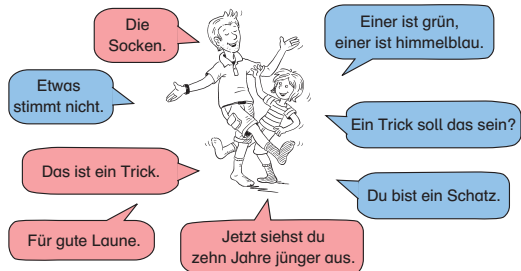 Die
Socken.
Einer ist grün,
einer ist himmelblau.
Etwas
stimmt nicht.
Ein Trick soll das sein?
Das ist ein Trick.
Du bist ein Schatz.
Für gute Laune.
Jetzt siehst du
zehn Jahre jünger aus.